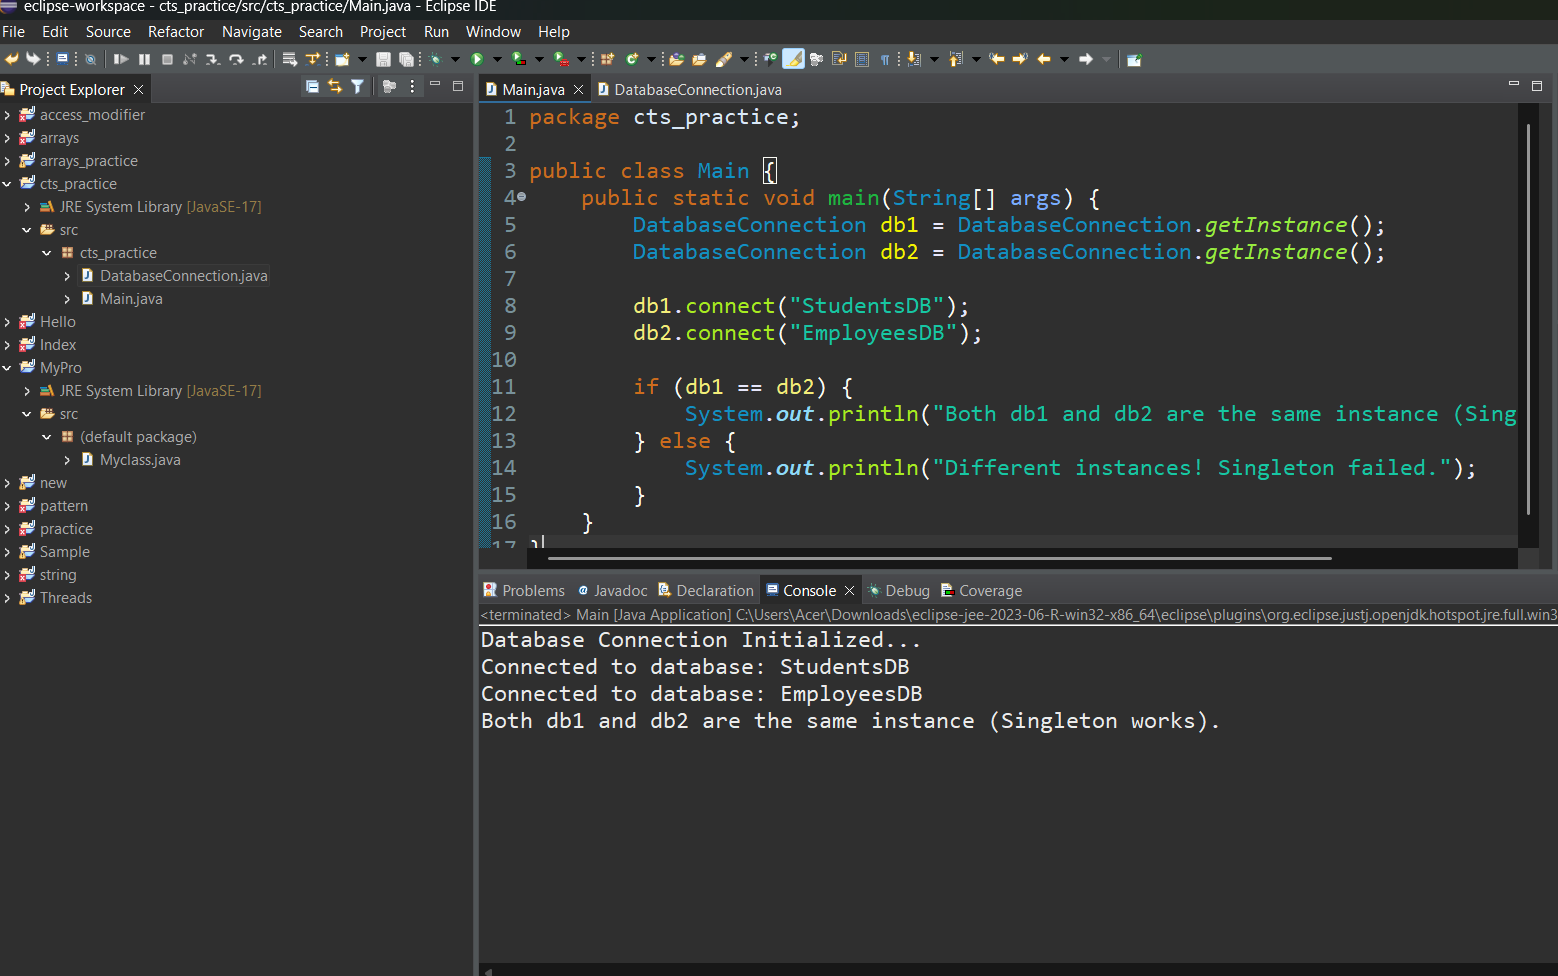 eclipse-workspace - cts_practice/src/cts_practice/Main.java - Eclipse IDE
File Edit Source Refactor Navigate Search Project Run Window Help
Project Explorer
access_modifier
arrays
arrays_practice
cts_practice
JRE System Library [JavaSE-17]
src
cts_practice
DatabaseConnection.java
Main.java
Hello
Index
MyPro
JRE System Library [JavaSE-17]
src
(default package)
Myclass.java
new
pattern
practice
Sample
string
Threads
Main.java DatabaseConnection.java
1 package cts_practice;
2
3 public class Main {
4 public static void main(String[] args) {
5 DatabaseConnection db1 = DatabaseConnection.getInstance();
6 DatabaseConnection db2 = DatabaseConnection.getInstance();
7
8 db1.connect("StudentsDB");
9 db2.connect("EmployeesDB");
10
11 if (db1 == db2) {
12 System.out.println("Both db1 and db2 are the same instance (Sing
13 } else {
14 System.out.println("Different instances! Singleton failed.");
15 }
16 }
17 }
Problems Javadoc Declaration Console Debug Coverage
<terminated> Main [Java Application] C:\Users\Acer\Downloads\eclipse-jee-2023-06-R-win32-x86_64\eclipse\plugins\org.eclipse.justj.openjdk.hotspot.jre.full.win3
Database Connection Initialized...
Connected to database: StudentsDB
Connected to database: EmployeesDB
Both db1 and db2 are the same instance (Singleton works).